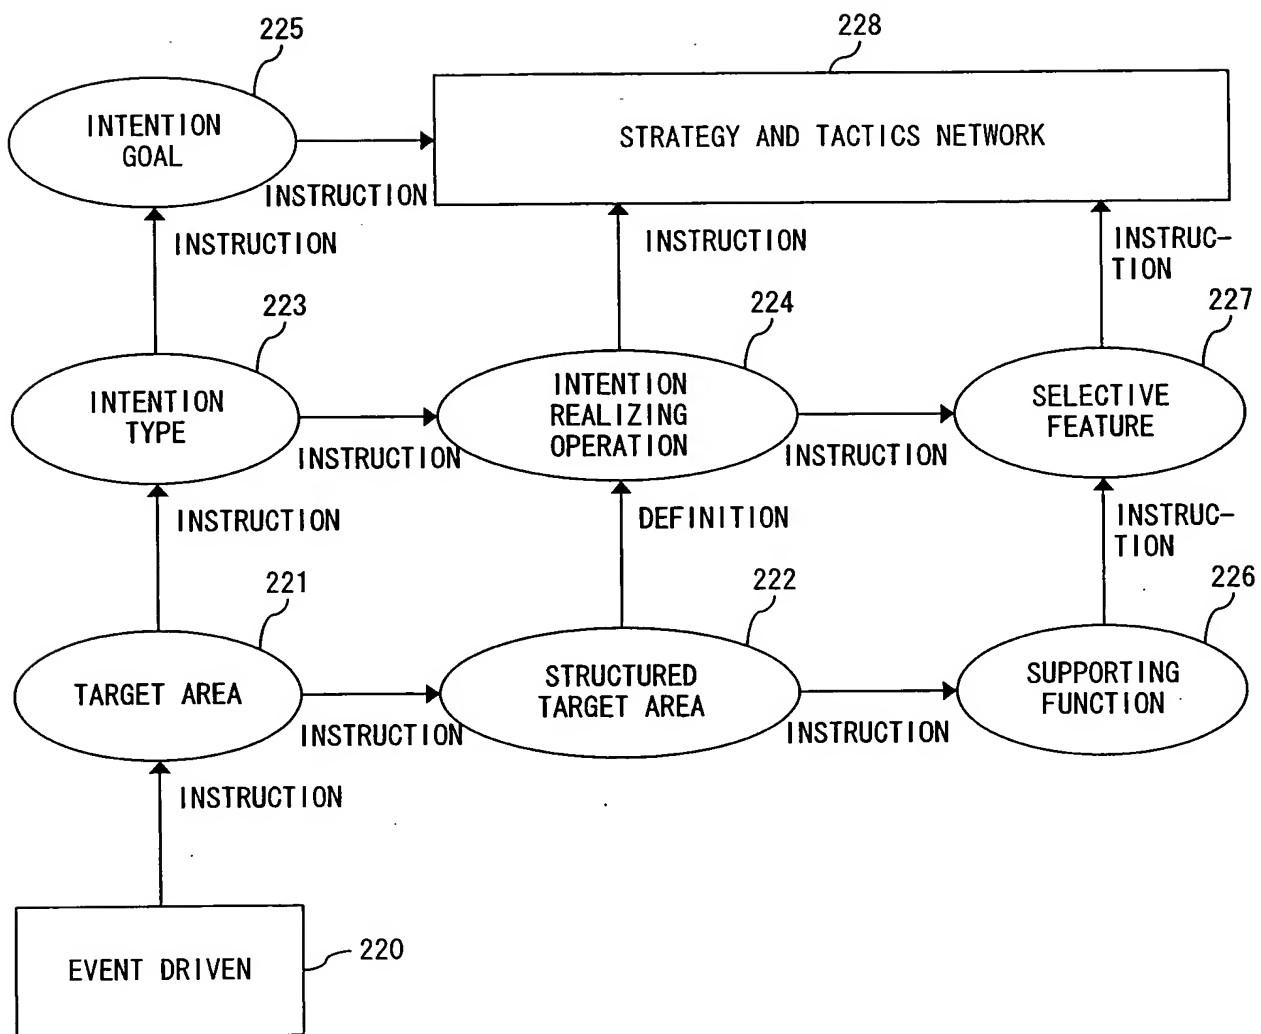 225
228
INTENTION
GOAL
STRATEGY AND TACTICS NETWORK
INSTRUCTION
INSTRUCTION
INSTRUCTION
INSTRUC-
TION
223
224
227
INTENTION
TYPE
INTENTION
REALIZING
OPERATION
SELECTIVE
FEATURE
INSTRUCTION
INSTRUCTION
INSTRUCTION
DEFINITION
INSTRUC-
TION
221
222
226
TARGET AREA
STRUCTURED
TARGET AREA
SUPPORTING
FUNCTION
INSTRUCTION
INSTRUCTION
INSTRUCTION
EVENT DRIVEN
220